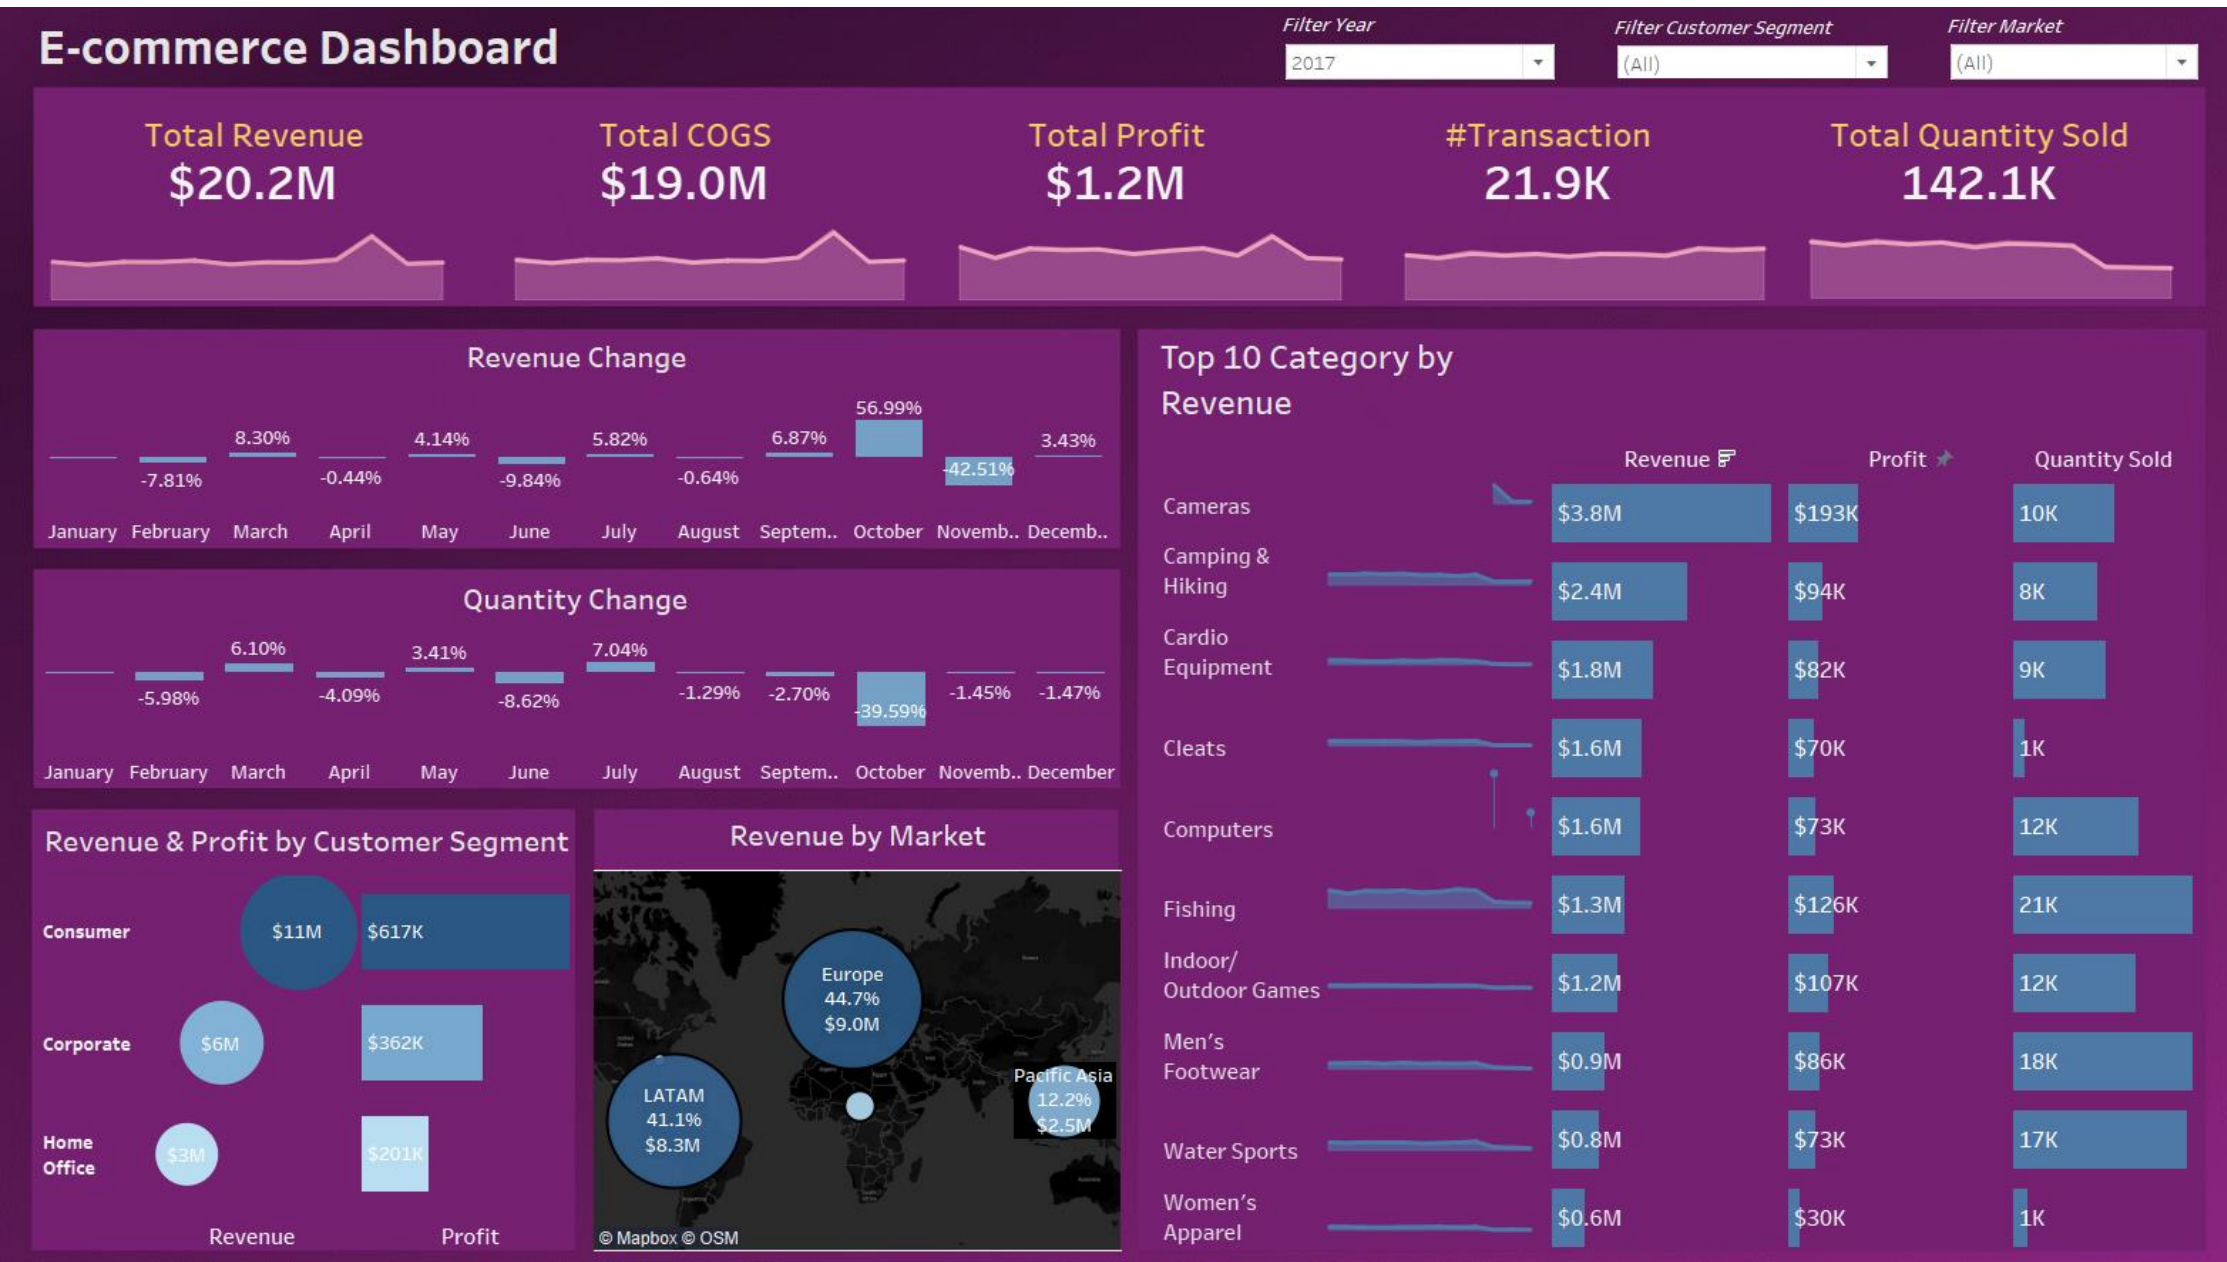 E-commerce Dashboard
Filter Year
2017
Filter Customer Segment
(All)
Filter Market
(All)
Total Revenue
$20.2M
Total COGS
$19.0M
Total Profit
$1.2M
#Transaction
21.9K
Total Quantity Sold
142.1K
Revenue Change
56.99%
8.30%
4.14%
5.82%
6.87%
3.43%
-7.81%
-0.44%
-9.84%
-0.64%
-42.51%
January February March April May June July August Septem.. October Novemb.. Decemb..
Quantity Change
6.10%
3.41%
7.04%
-5.98%
-4.09%
-8.62%
-1.29%
-2.70%
-39.59%
-1.45%
-1.47%
January February March April May June July August Septem.. October Novemb.. December
Revenue & Profit by Customer Segment
Consumer
$11M
$617K
Corporate
$6M
$362K
Home
Office
$3M
$201K
Revenue
Profit
Revenue by Market
Europe
44.7%
$9.0M
LATAM
41.1%
$8.3M
Pacific Asia
12.2%
$2.5M
© Mapbox © OSM
Top 10 Category by
Revenue
Revenue
Profit
Quantity Sold
Cameras
$3.8M
$193K
10K
Camping &
Hiking
$2.4M
$94K
8K
Cardio
Equipment
$1.8M
$82K
9K
Cleats
$1.6M
$70K
1K
Computers
$1.6M
$73K
12K
Fishing
$1.3M
$126K
21K
Indoor/
Outdoor Games
$1.2M
$107K
12K
Men's
Footwear
$0.9M
$86K
18K
Water Sports
$0.8M
$73K
17K
Women's
Apparel
$0.6M
$30K
1K